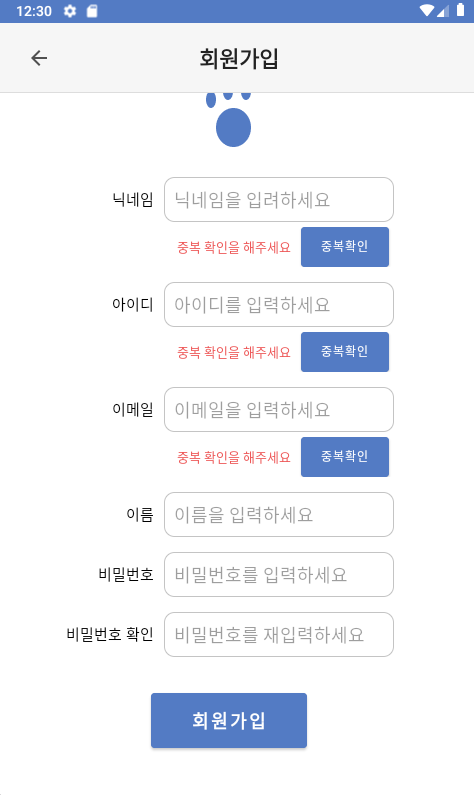 12:30
회원가입
닉네임 닉네임을 입려하세요
중복 확인을 해주세요 중복확인
아이디 아이디를 입력하세요
중복 확인을 해주세요 중복확인
이메일 이메일을 입력하세요
중복 확인을 해주세요 중복확인
이름 이름을 입력하세요
비밀번호 비밀번호를 입력하세요
비밀번호 확인 비밀번호를 재입력하세요
회원가입